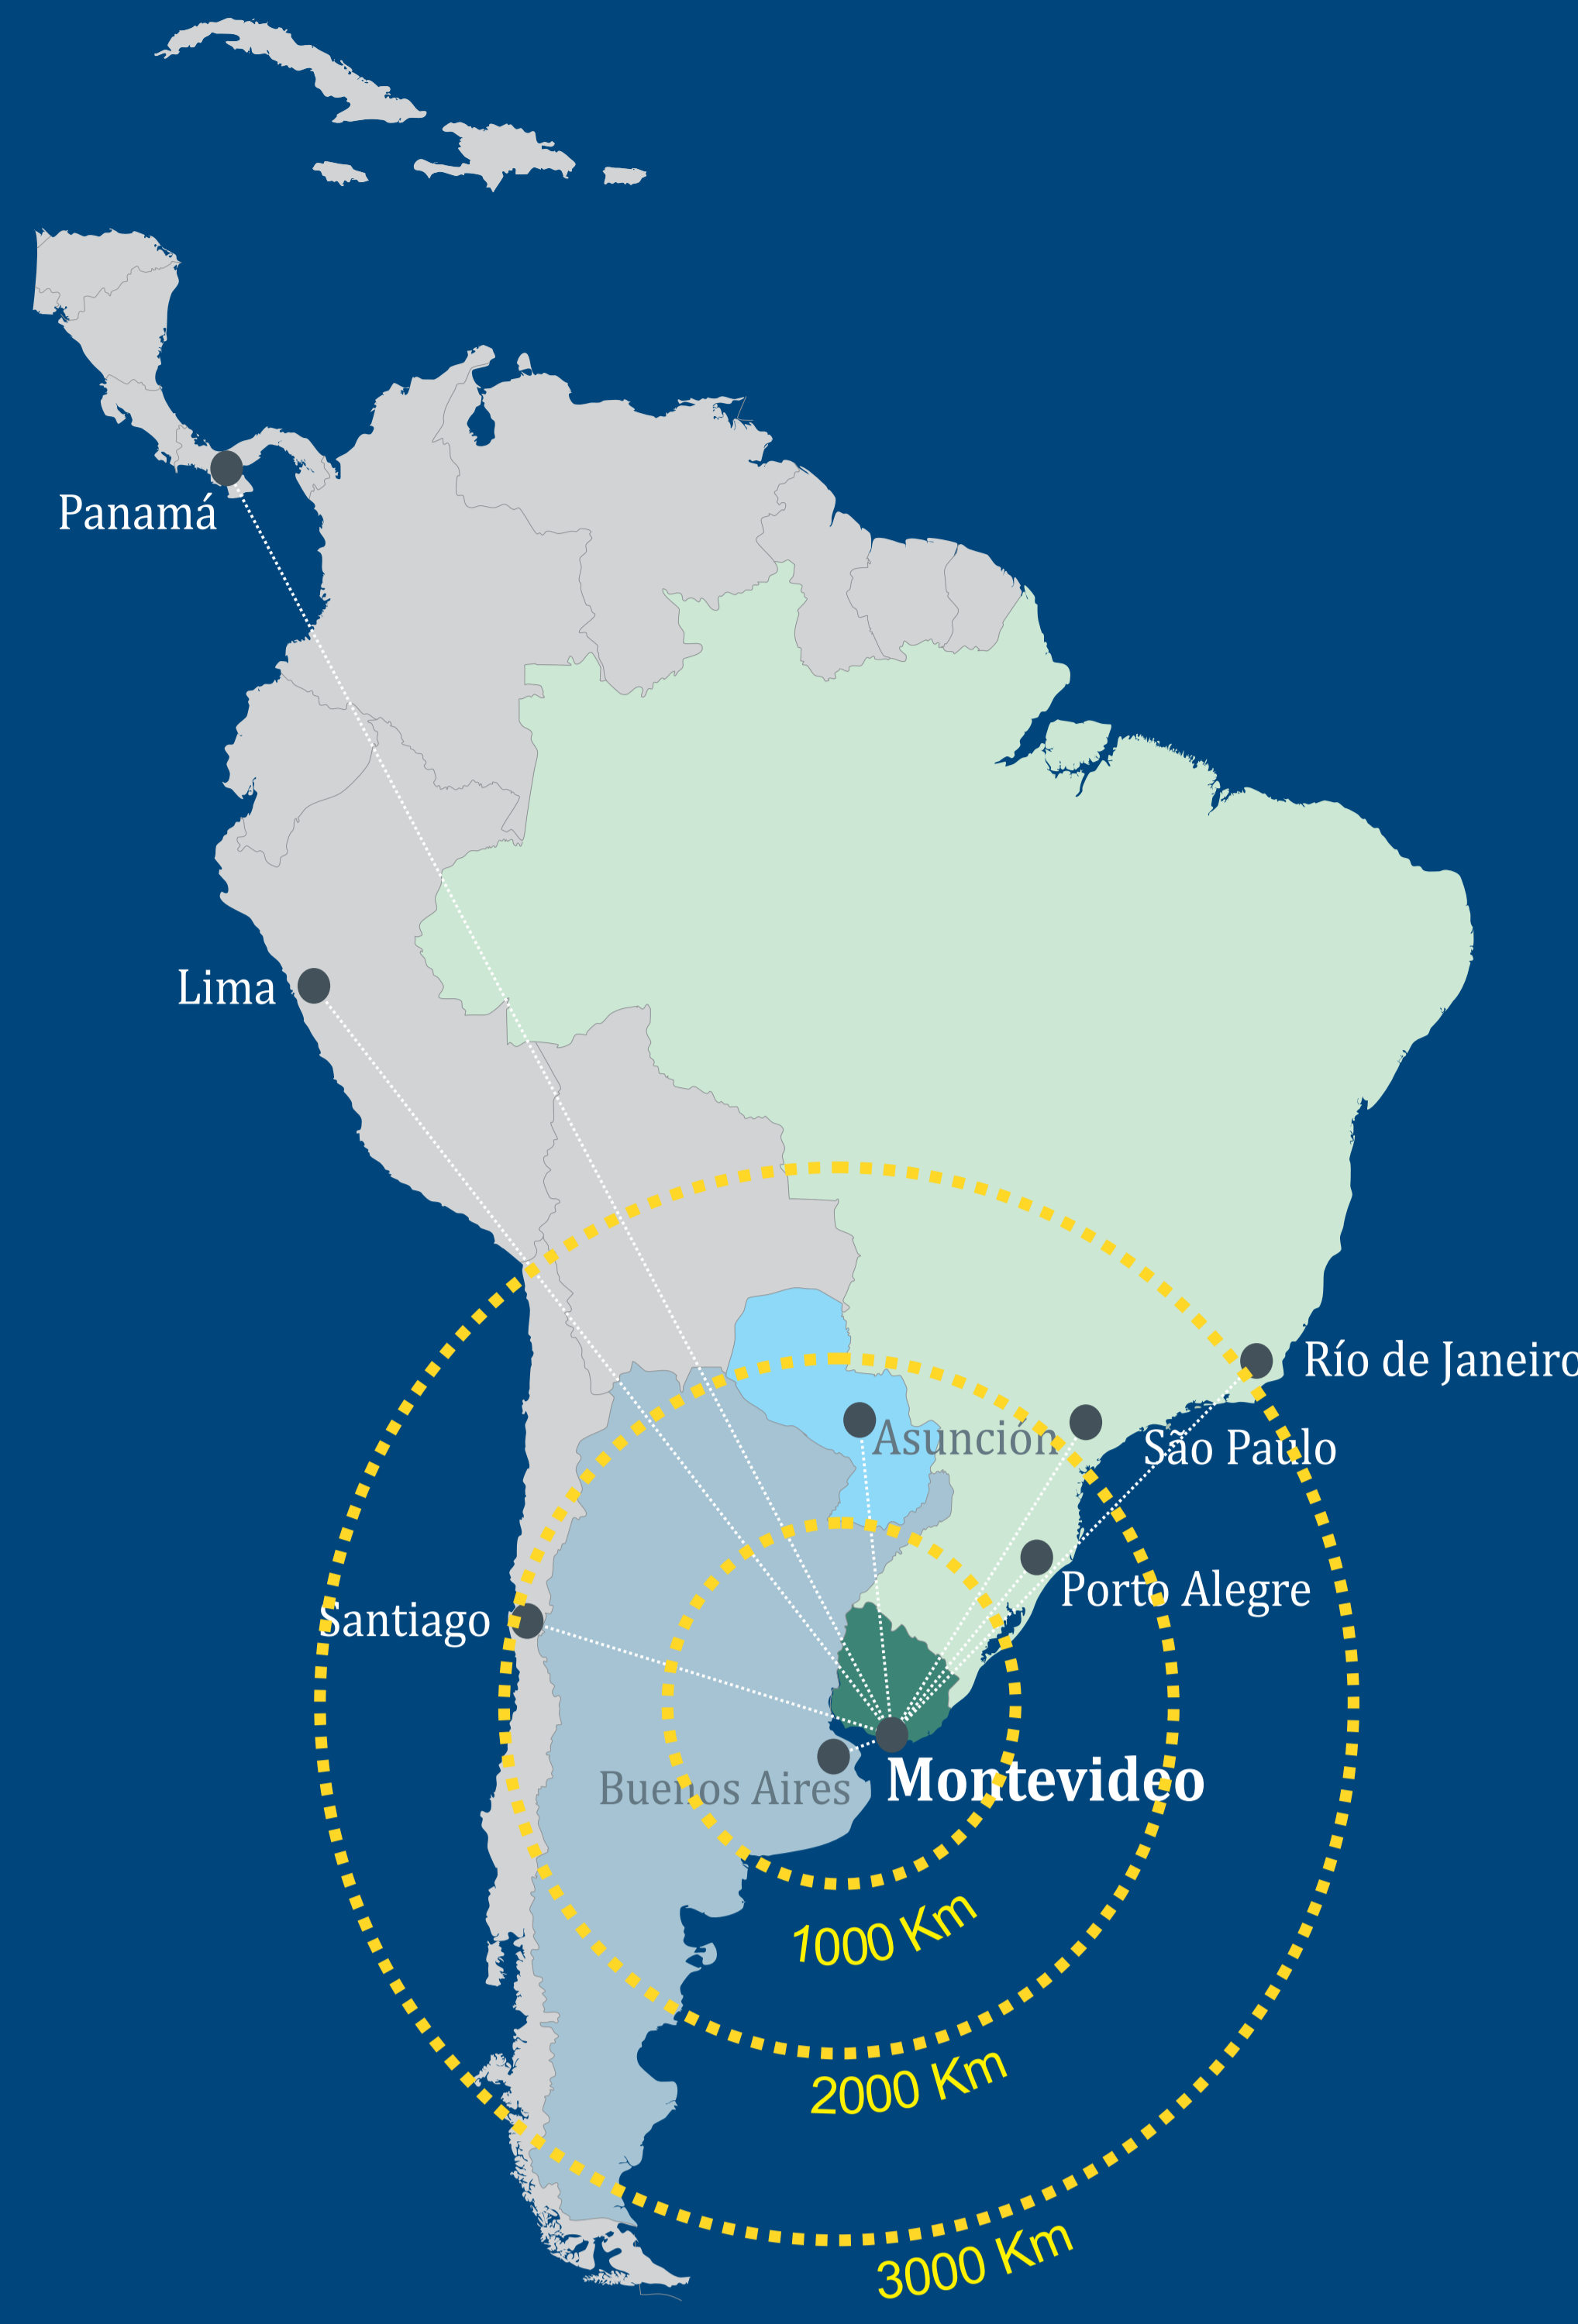 Panamá
Lima
Río de Janeiro
Asunción
São Paulo
Porto Alegre
Santiago
Montevideo
Buenos Aires
1000 Km
2000 Km
3000 Km